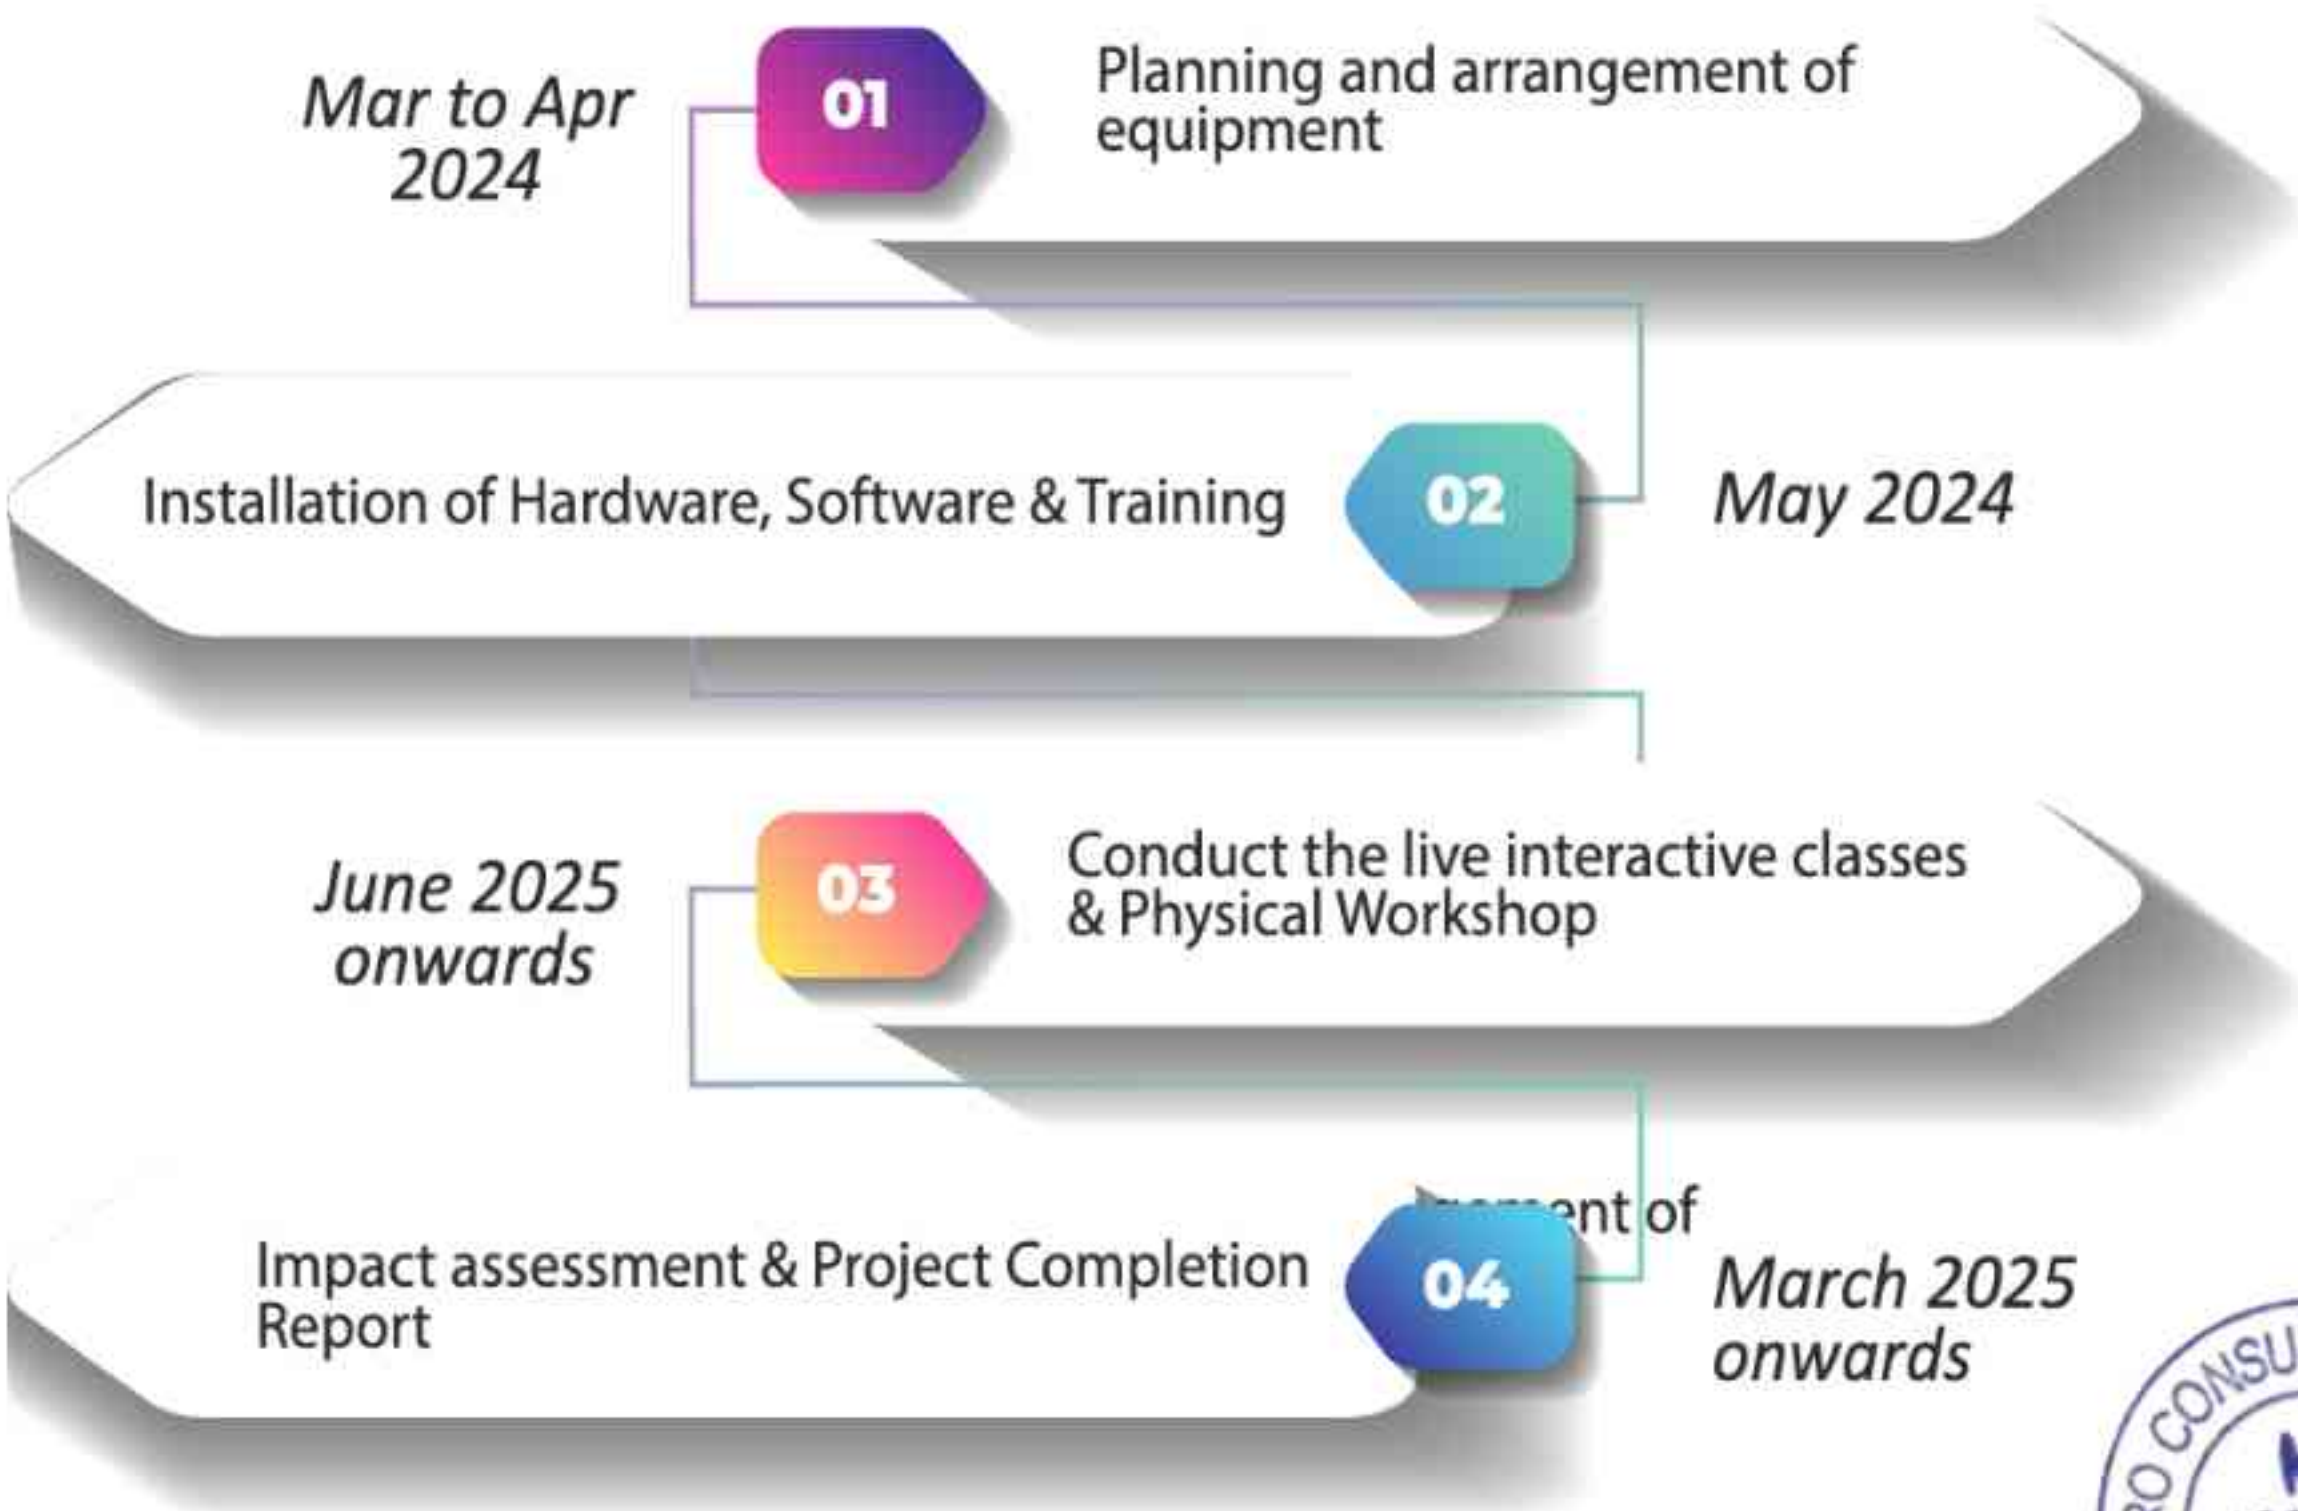 Mar to Apr
2024
01
Planning and arrangement of
equipment
Installation of Hardware, Software & Training
02
May 2024
June 2025
onwards
03
Conduct the live interactive classes
& Physical Workshop
of
Impact assessment & Project Completion
Report
04
March 2025
onwards